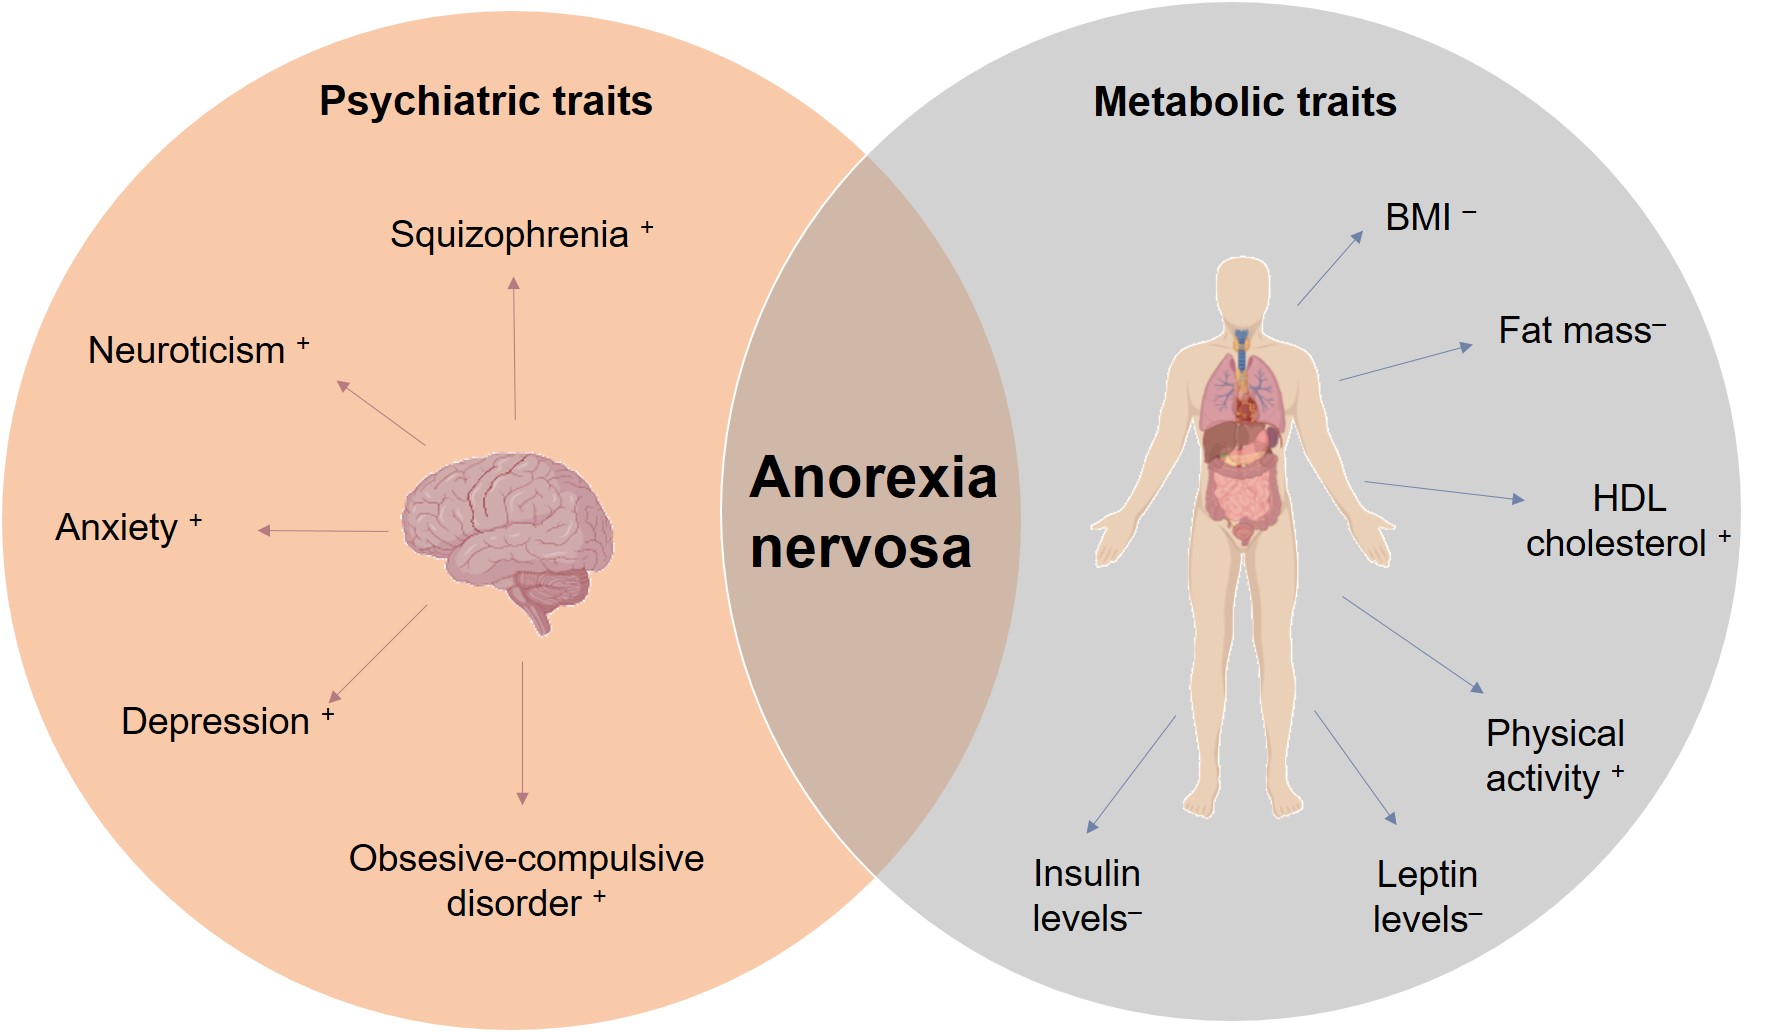 Psychiatric traits
Squizophrenia +
Neuroticism +
Anxiety +
Depression +
Obsesive-compulsive
disorder +
Anorexia
nervosa
Metabolic traits
BMI –
Fat mass–
HDL
cholesterol +
Physical
activity +
Leptin
levels–
Insulin
levels–